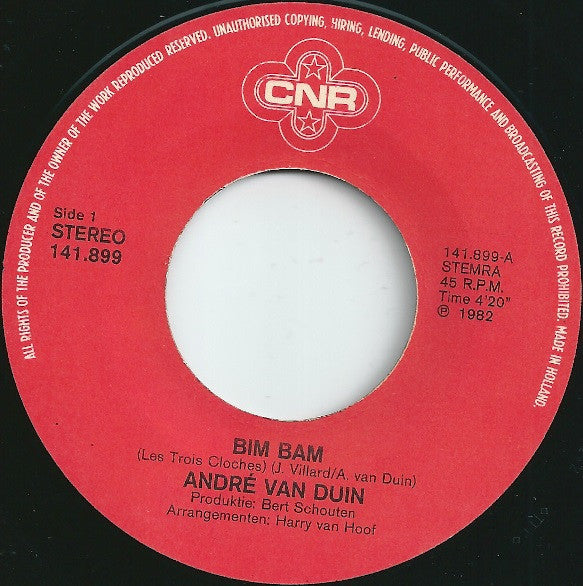 ALL RIGHTS OF THE PRODUCER AND OF THE OWNER OF THE WORK REPRODUCED RESERVED. UNAUTHORISED COPYING, HIRING, LENDING, PUBLIC PERFORMANCE AND BROADCASTING OF THIS RECORD PROHIBITED. MADE IN HOLLAND.
CNR
Side 1
STEREO
141.899
141.899-A
STEMRA
45 R.P.M.
Time 4'20"
℗ 1982
BIM BAM
(Les Trois Cloches) (J. Villard/A. van Duin)
ANDRÉ VAN DUIN
Produktie: Bert Schouten
Arrangementen: Harry van Hoof